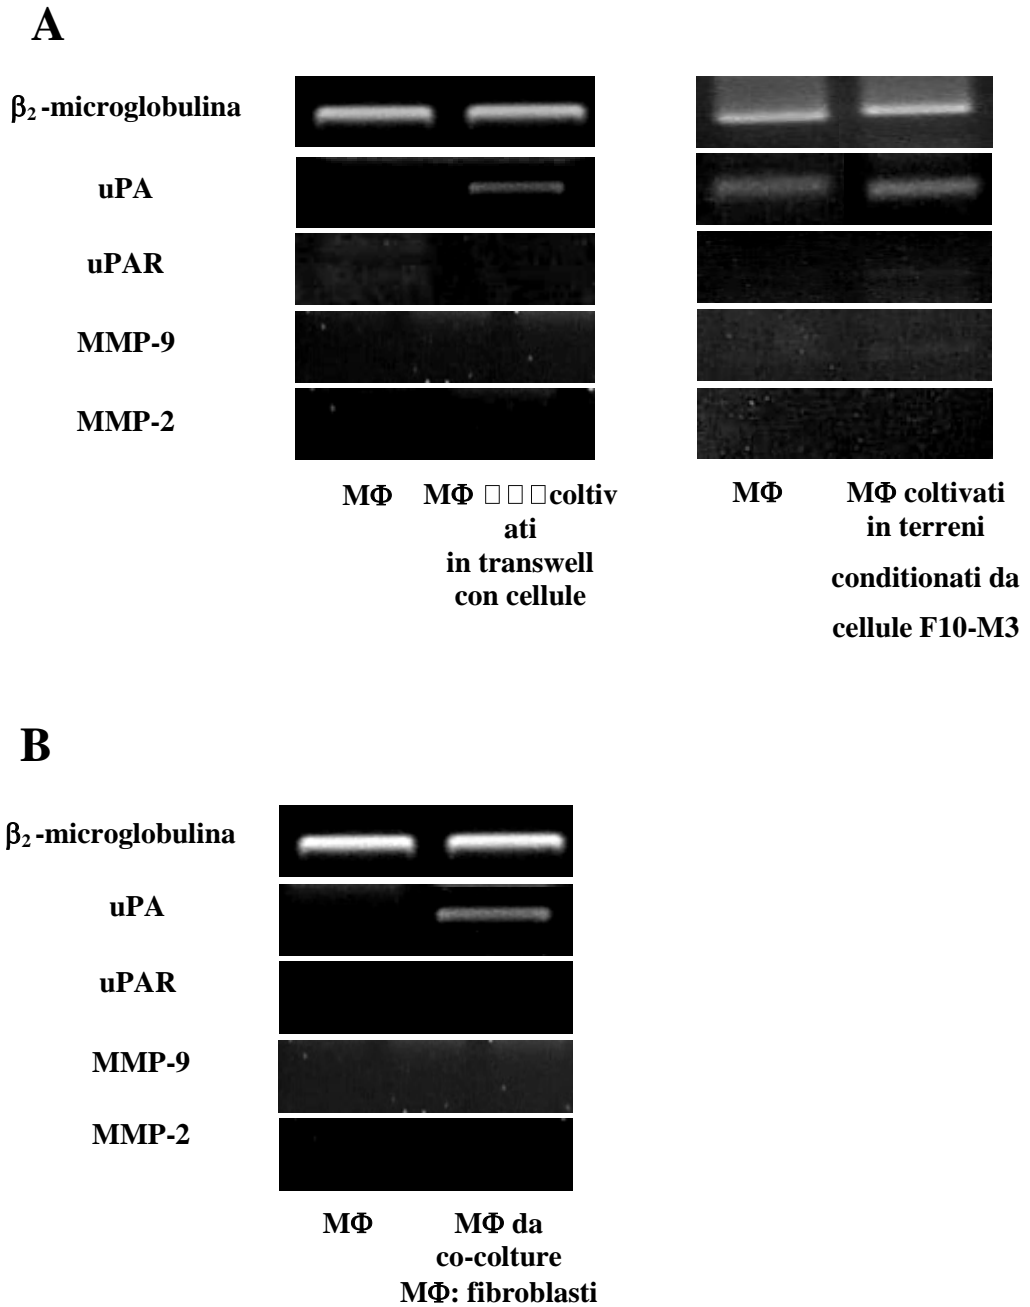 A
β2-microglobulina
uPA
uPAR
MMP-9
MMP-2
MΦ
MΦ □□□coltiv
ati
in transwell
con cellule
MΦ
MΦ coltivati
in terreni
conditionati da
cellule F10-M3
B
β2-microglobulina
uPA
uPAR
MMP-9
MMP-2
MΦ
MΦ da
co-colture
MΦ: fibroblasti